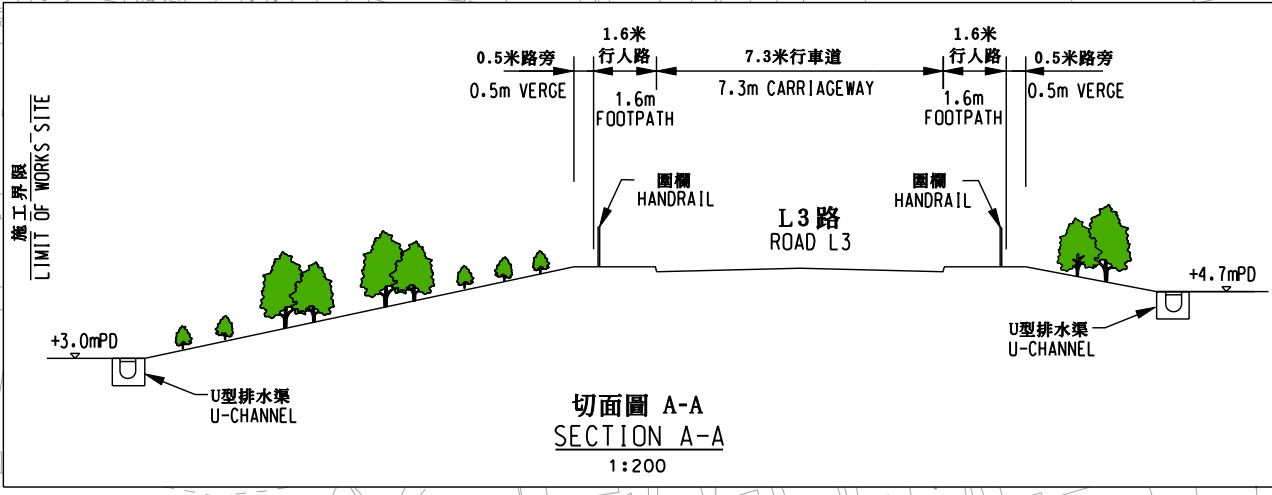 施工界限
LIMIT OF WORKS SITE
0.5米路旁
0.5m VERGE
1.6米
行人路
1.6m
FOOTPATH
7.3米行車道
7.3m CARRIAGEWAY
1.6米
行人路
1.6m
FOOTPATH
0.5米路旁
0.5m VERGE
圍欄
HANDRAIL
L3路
ROAD L3
圍欄
HANDRAIL
+3.0mPD
U型排水渠
U-CHANNEL
+4.7mPD
U型排水渠
U-CHANNEL
切面圖 A-A
SECTION A-A
1:200